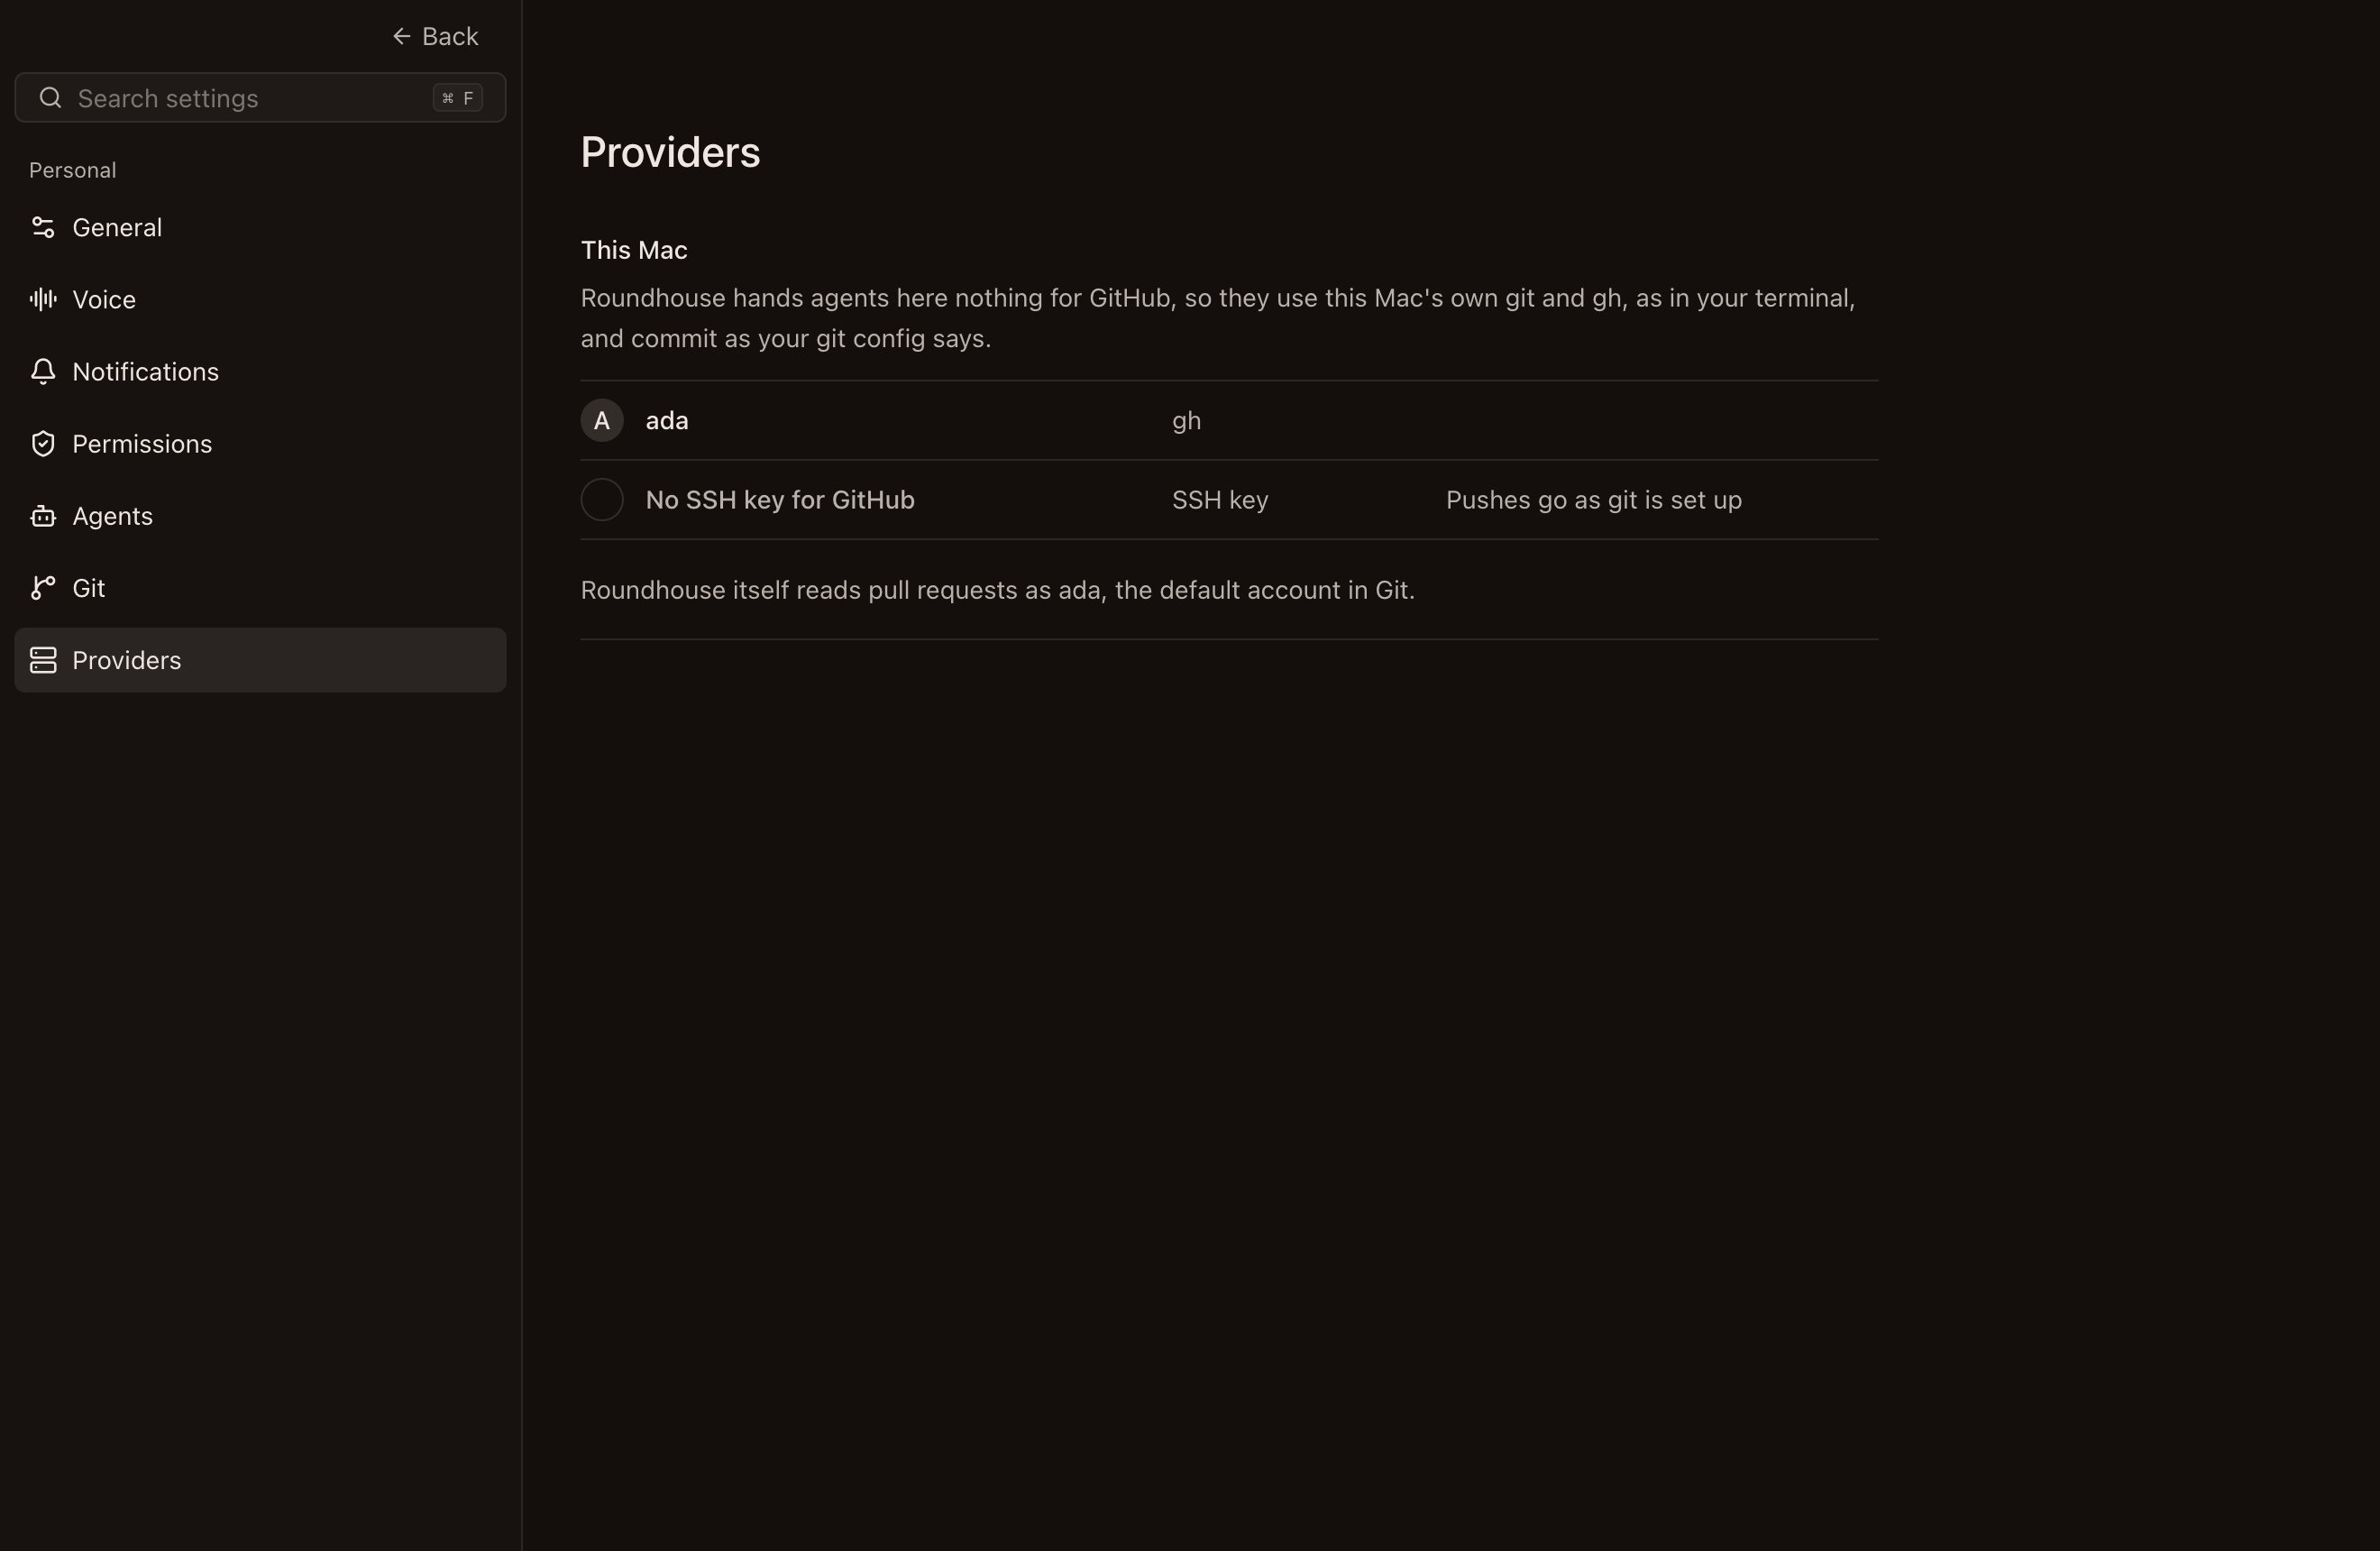 Back
Search settings
⌘ F
Personal
General
Voice
Notifications
Permissions
Agents
Git
Providers
Providers
This Mac
Roundhouse hands agents here nothing for GitHub, so they use this Mac's own git and gh, as in your terminal,
and commit as your git config says.
A ada gh
No SSH key for GitHub SSH key Pushes go as git is set up
Roundhouse itself reads pull requests as ada, the default account in Git.